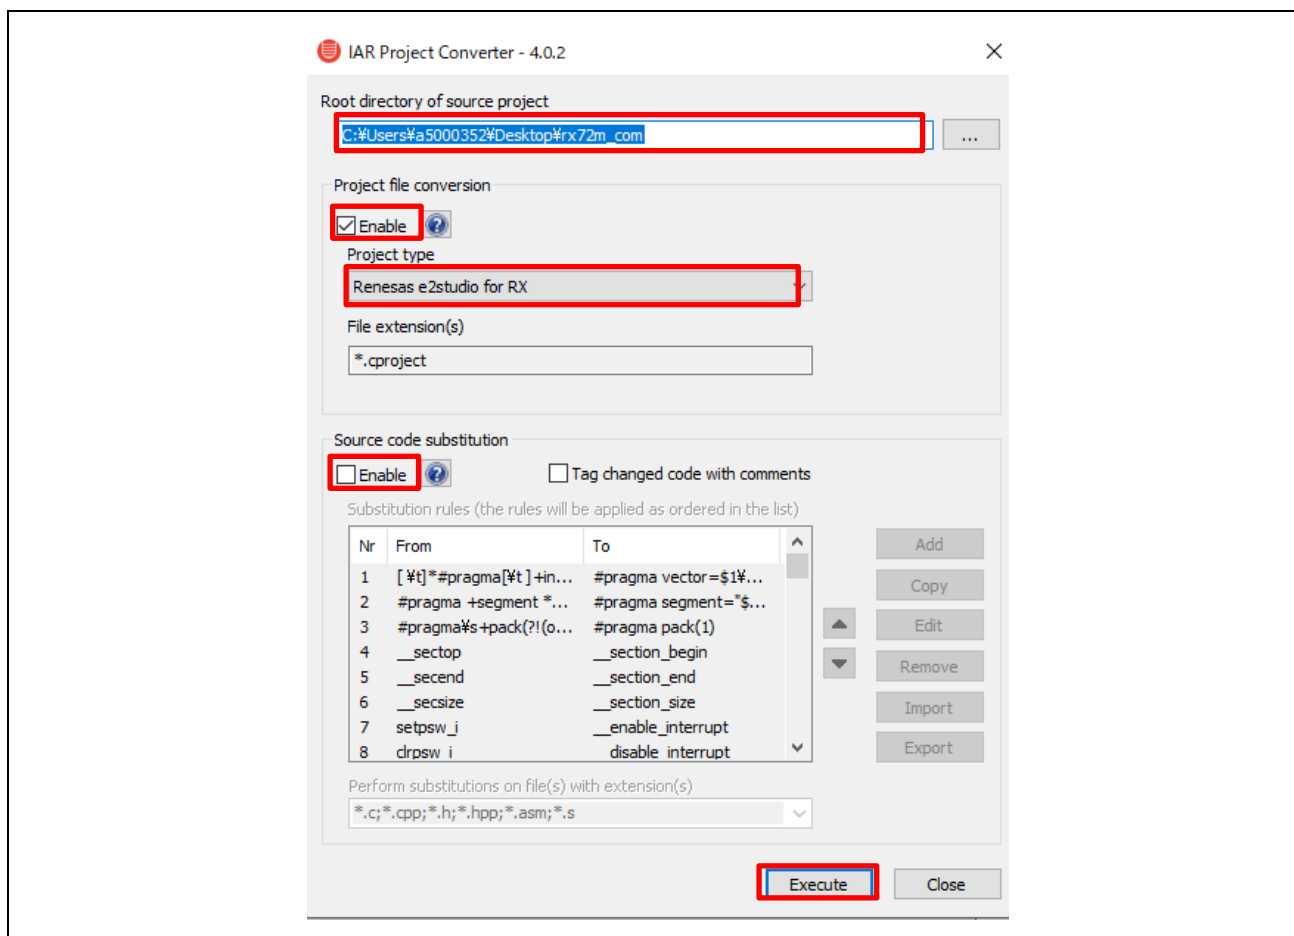 IAR Project Converter - 4.0.2
Root directory of source project
C:¥Users¥a5000352¥Desktop¥rx72m_com
...
Project file conversion
Enable
Project type
Renesas e2studio for RX
File extension(s)
*.cproject
Source code substitution
Enable Tag changed code with comments
Substitution rules (the rules will be applied as ordered in the list)
Nr From To
Add
1 [ ¥t]*#pragma[¥t ]+in... #pragma vector=$1¥...
Copy
2 #pragma +segment *... #pragma segment="$...
3 #pragma¥s+pack(?!(o... #pragma pack(1)
Edit
4 __sectop __section_begin
Remove
5 __secend __section_end
6 __secsize __section_size
Import
7 setpsw_i __enable_interrupt
8 clrpsw_i __disable_interrupt
Export
Perform substitutions on file(s) with extension(s)
*.c;*.cpp;*.h;*.hpp;*.asm;*.s
Execute Close